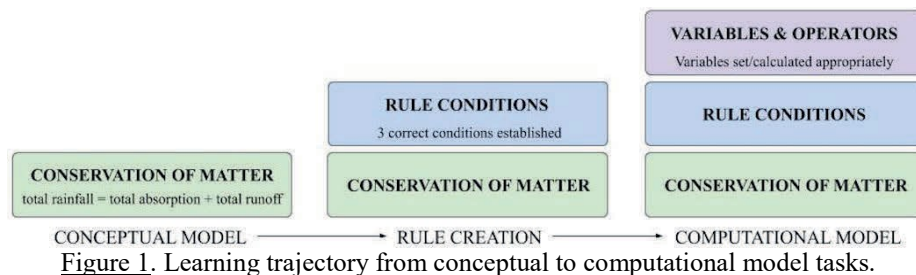 VARIABLES & OPERATORS
Variables set/calculated appropriately
RULE CONDITIONS
3 correct conditions established
RULE CONDITIONS
CONSERVATION OF MATTER
total rainfall = total absorption + total runoff
CONSERVATION OF MATTER
CONSERVATION OF MATTER
CONCEPTUAL MODEL
RULE CREATION
COMPUTATIONAL MODEL
Figure 1. Learning trajectory from conceptual to computational model tasks.